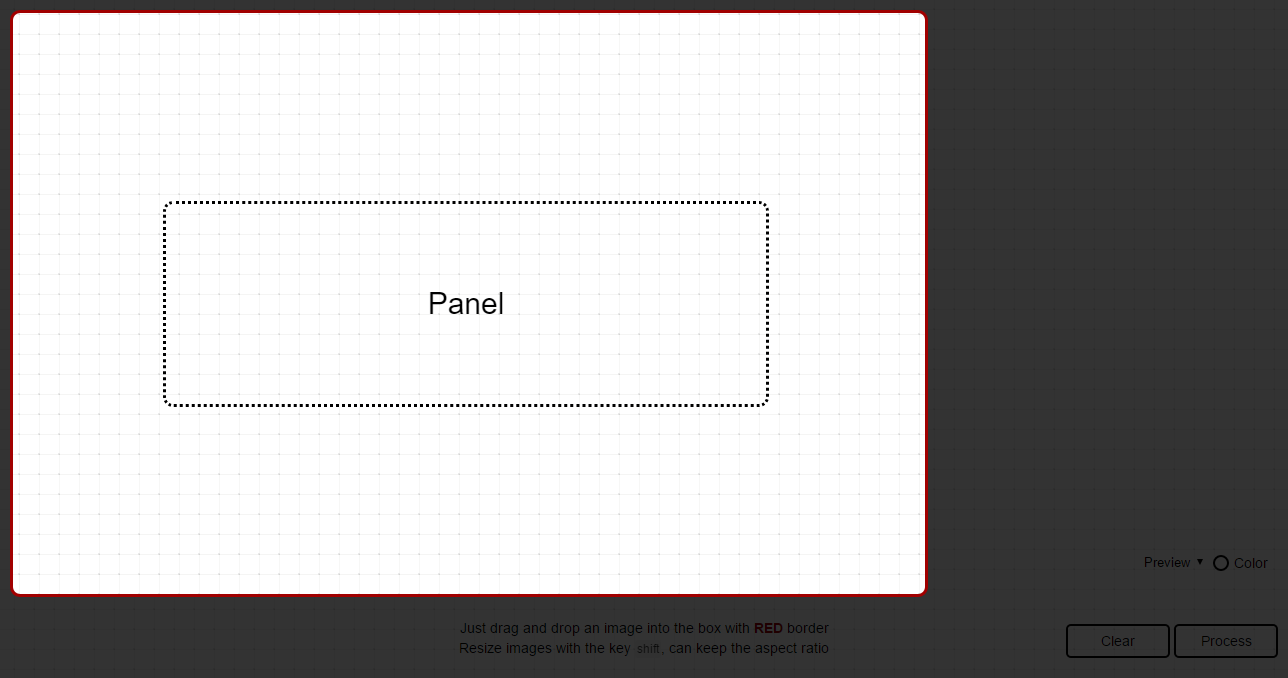 Panel
Preview ▼ Color
Just drag and drop an image into the box with RED border
Resize images with the key shift, can keep the aspect ratio
Clear
Process